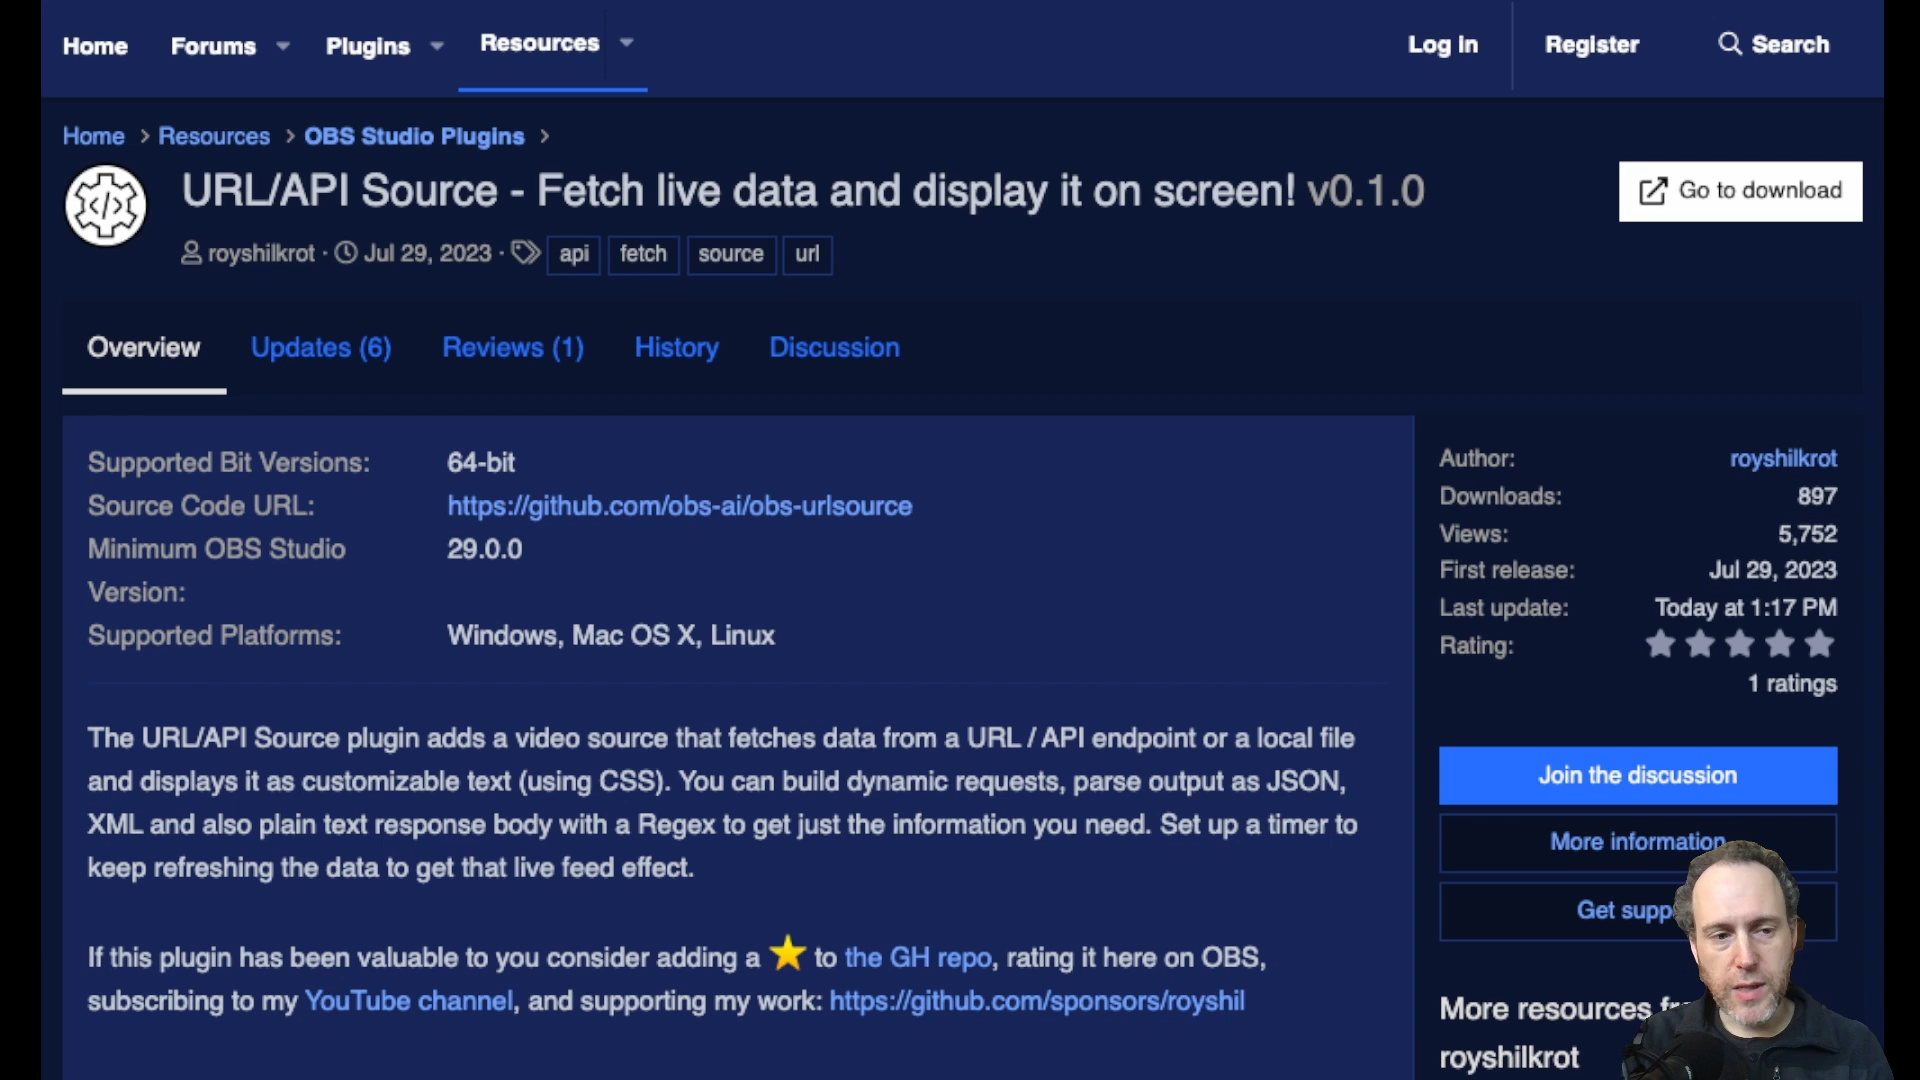 Home Forums Plugins Resources Log in Register Search
Home > Resources > OBS Studio Plugins >
URL/API Source - Fetch live data and display it on screen! v0.1.0
Go to download
royshilkrot · Jul 29, 2023 · api fetch source url
Overview Updates (6) Reviews (1) History Discussion
Supported Bit Versions: 64-bit
Source Code URL: https://github.com/obs-ai/obs-urlsource
Minimum OBS Studio 29.0.0
Version:
Supported Platforms: Windows, Mac OS X, Linux
The URL/API Source plugin adds a video source that fetches data from a URL / API endpoint or a local file
and displays it as customizable text (using CSS). You can build dynamic requests, parse output as JSON,
XML and also plain text response body with a Regex to get just the information you need. Set up a timer to
keep refreshing the data to get that live feed effect.
If this plugin has been valuable to you consider adding a ⭐ to the GH repo, rating it here on OBS,
subscribing to my YouTube channel, and supporting my work: https://github.com/sponsors/royshil
Author: royshilkrot
Downloads: 897
Views: 5,752
First release: Jul 29, 2023
Last update: Today at 1:17 PM
Rating:
1 ratings
Join the discussion
More information
Get
More resources
royshilkrot